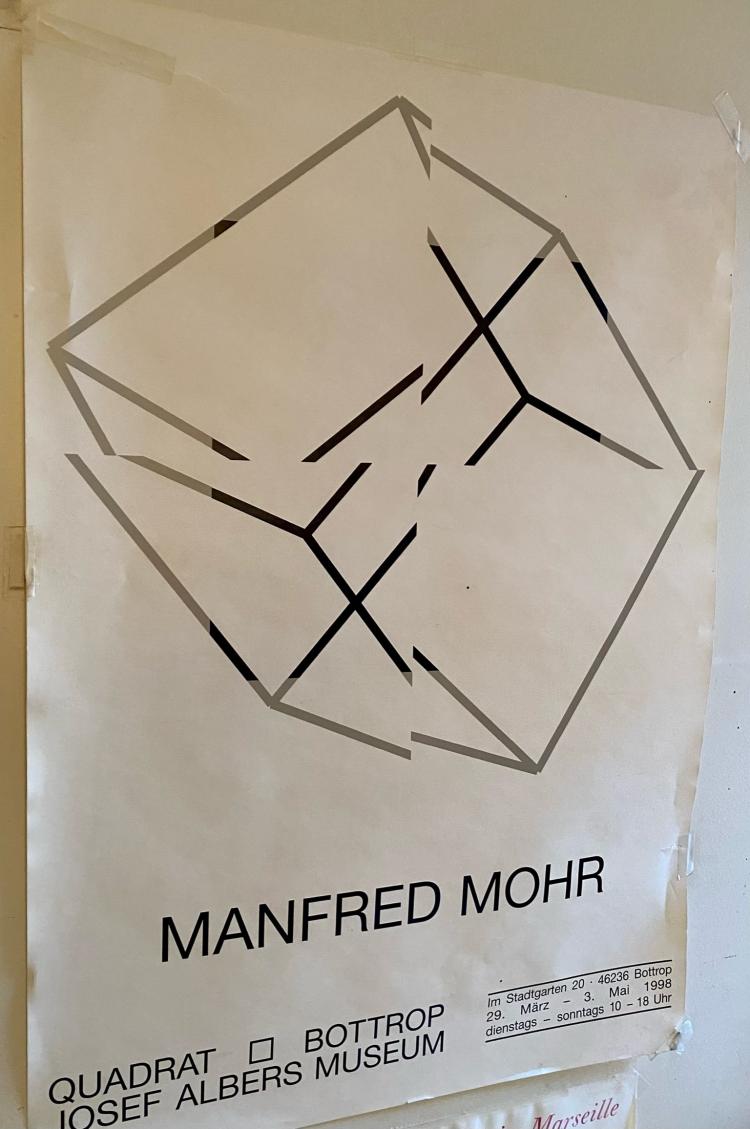 MANFRED MOHR
Im Stadtgarten 20 · 46236 Bottrop
29. März – 3. Mai 1998
dienstags – sonntags 10 – 18 Uhr
QUADRAT □ BOTTROP
JOSEF ALBERS MUSEUM
Marseille